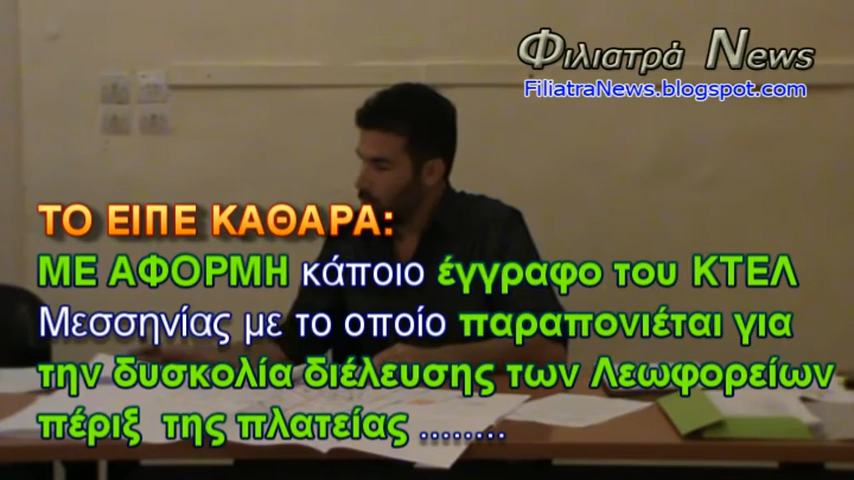 Φιλιατρά News
FiliatraNews.blogspot.com
ΤΟ ΕΙΠΕ ΚΑΘΑΡΑ:
ΜΕ ΑΦΟΡΜΗ κάποιο έγγραφο του ΚΤΕΛ
Μεσσηνίας με το οποίο παραπονιέται για
την δυσκολία διέλευσης των Λεωφορείων
πέριξ της πλατείας ........